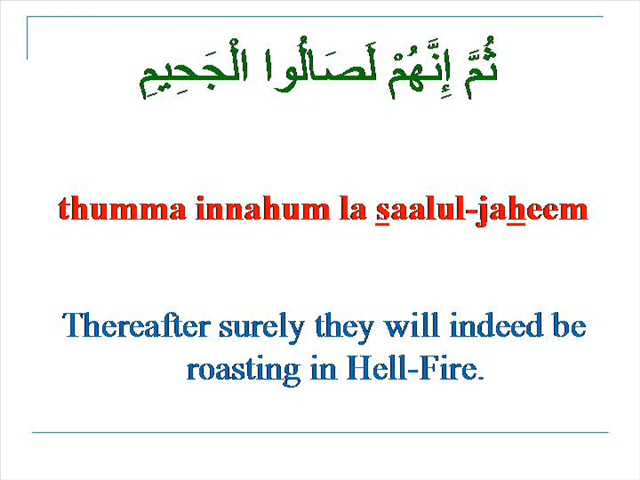 ثُمَّ إِنَّهُمْ لَصَالُوا الْجَحِيمِ
thumma innahum la saalul-jaheem
Thereafter surely they will indeed be
roasting in Hell-Fire.